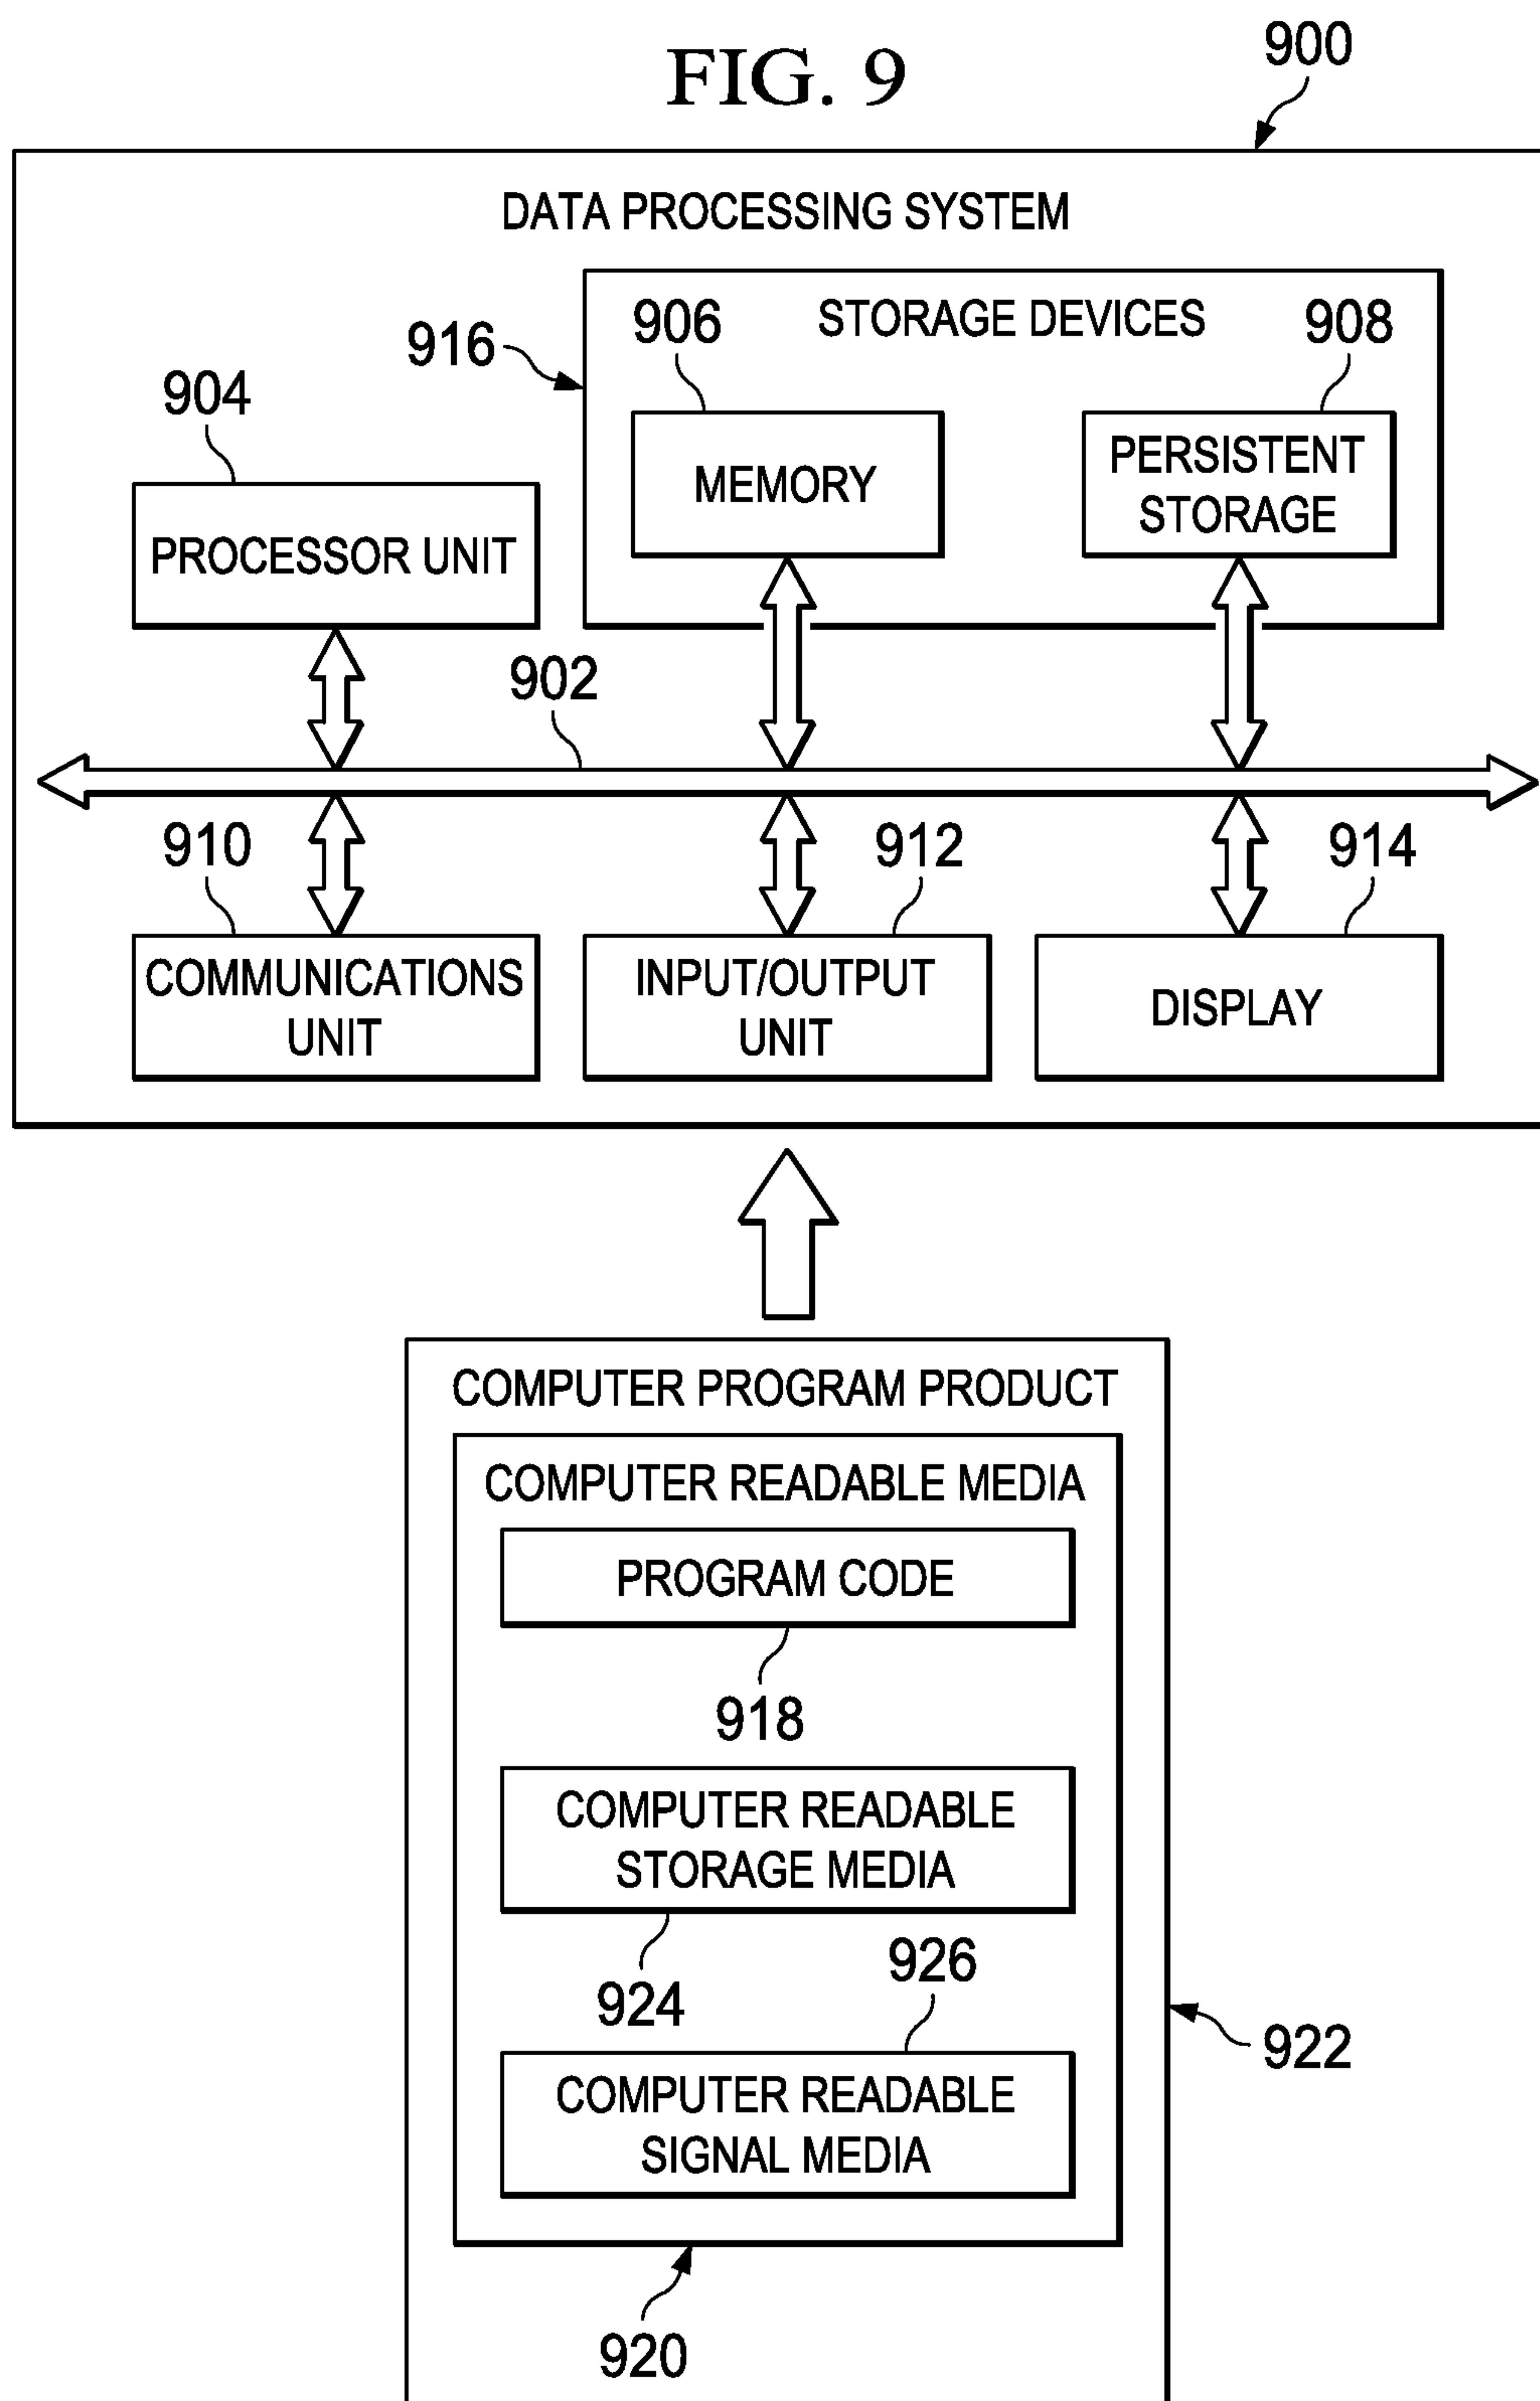 FIG. 9
900
DATA PROCESSING SYSTEM
916
906
STORAGE DEVICES
908
904
MEMORY
PERSISTENT
STORAGE
PROCESSOR UNIT
902
910
912
914
COMMUNICATIONS
UNIT
INPUT/OUTPUT
UNIT
DISPLAY
COMPUTER PROGRAM PRODUCT
COMPUTER READABLE MEDIA
PROGRAM CODE
918
COMPUTER READABLE
STORAGE MEDIA
924
926
922
COMPUTER READABLE
SIGNAL MEDIA
920